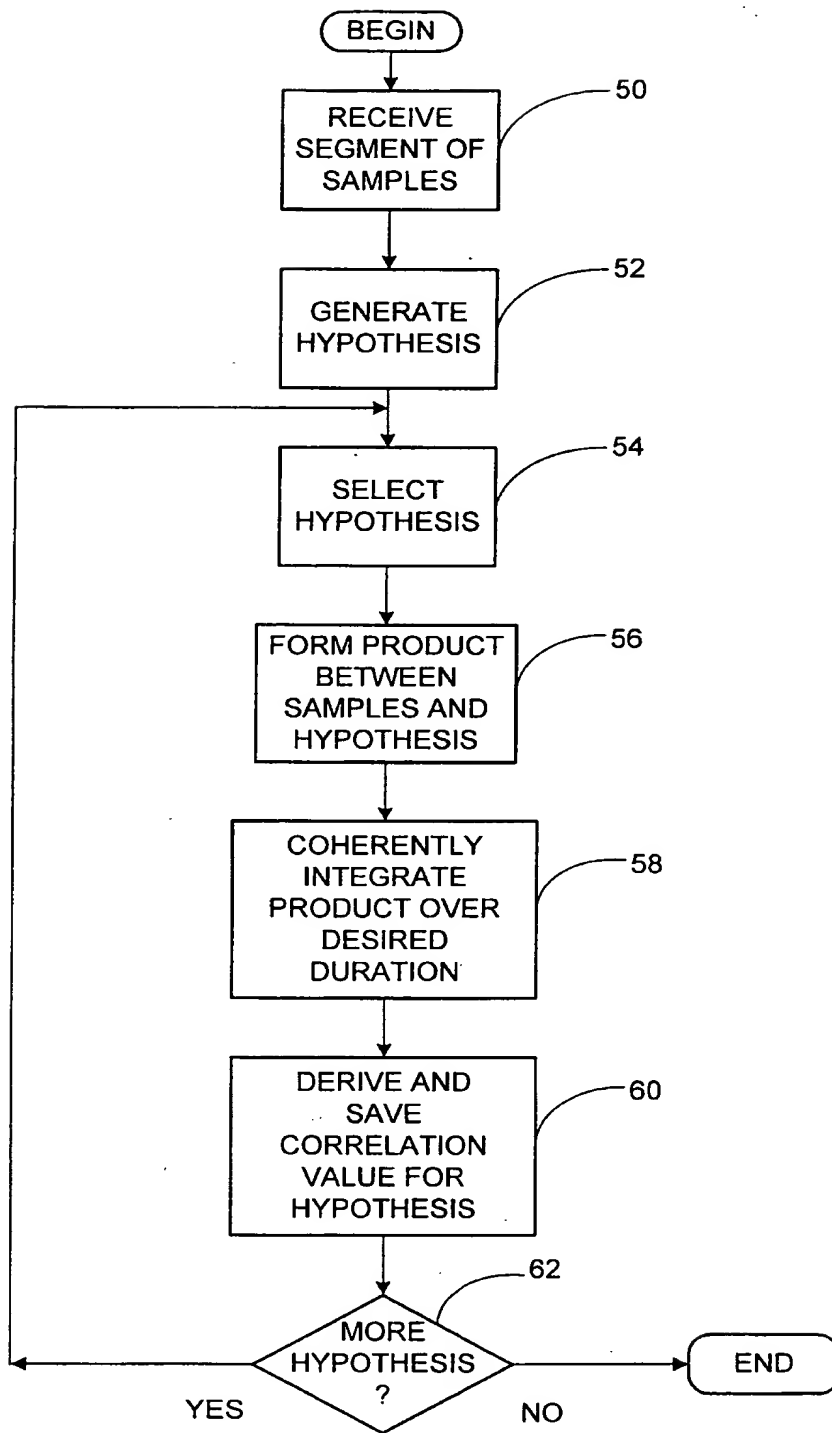 BEGIN
50
RECEIVE
SEGMENT OF
SAMPLES
52
GENERATE
HYPOTHESIS
54
SELECT
HYPOTHESIS
56
FORM PRODUCT
BETWEEN
SAMPLES AND
HYPOTHESIS
58
COHERENTLY
INTEGRATE
PRODUCT OVER
DESIRED
DURATION
60
DERIVE AND
SAVE
CORRELATION
VALUE FOR
HYPOTHESIS
62
MORE
HYPOTHESIS
?
END
YES
NO